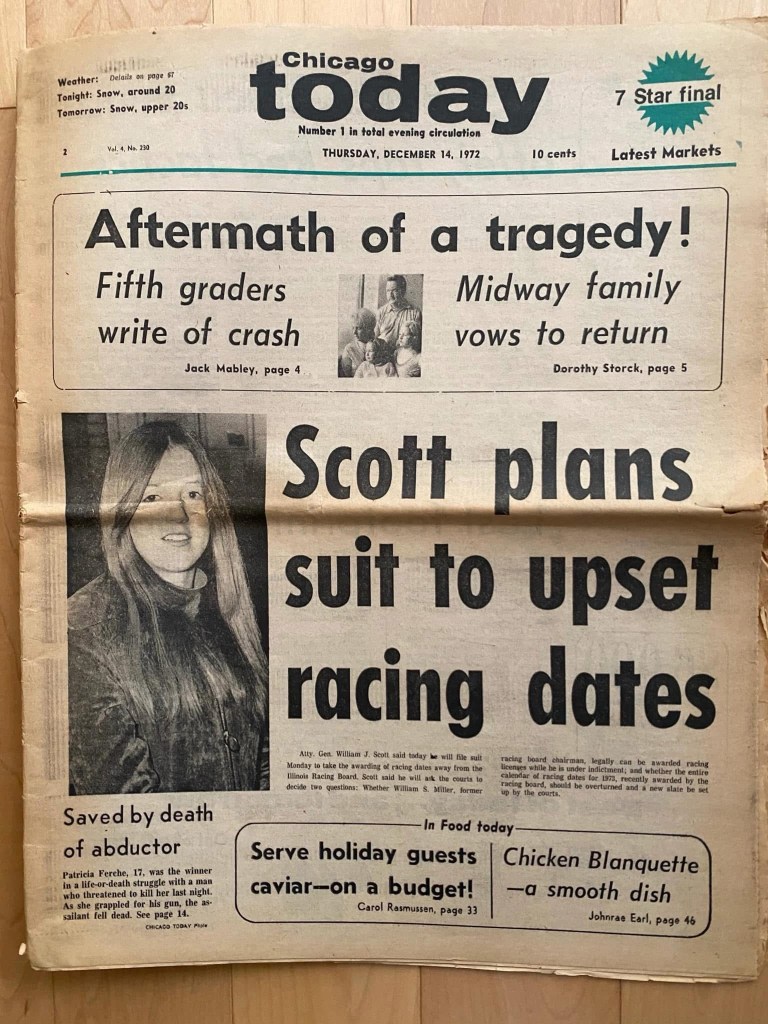 Weather: Details on page 67
Tonight: Snow, around 20
Tomorrow: Snow, upper 20s
Chicago
today
Number 1 in total evening circulation
7 Star final
2
Vol. 4, No. 230
THURSDAY, DECEMBER 14, 1972
10 cents
Latest Markets
Aftermath of a tragedy!
Fifth graders
write of crash
Jack Mabley, page 4
Midway family
vows to return
Dorothy Storck, page 5
Scott plans
suit to upset
racing dates
Atty. Gen. William J. Scott said today he will file suit
Monday to take the awarding of racing dates away from the
Illinois Racing Board. Scott said he will ask the courts to
decide two questions: Whether William S. Miller, former
racing board chairman, legally can be awarded racing
licenses while he is under indictment; and whether the entire
calendar of racing dates for 1973, recently awarded by the
racing board, should be overturned and a new slate be set
up by the courts.
Saved by death
of abductor
Patricia Ferche, 17, was the winner
in a life-or-death struggle with a man
who threatened to kill her last night.
As she grappled for his gun, the as-
sailant fell dead. See page 14.
CHICAGO TODAY Photo
In Food today
Serve holiday guests
caviar—on a budget!
Carol Rasmussen, page 33
Chicken Blanquette
—a smooth dish
Johnrae Earl, page 46